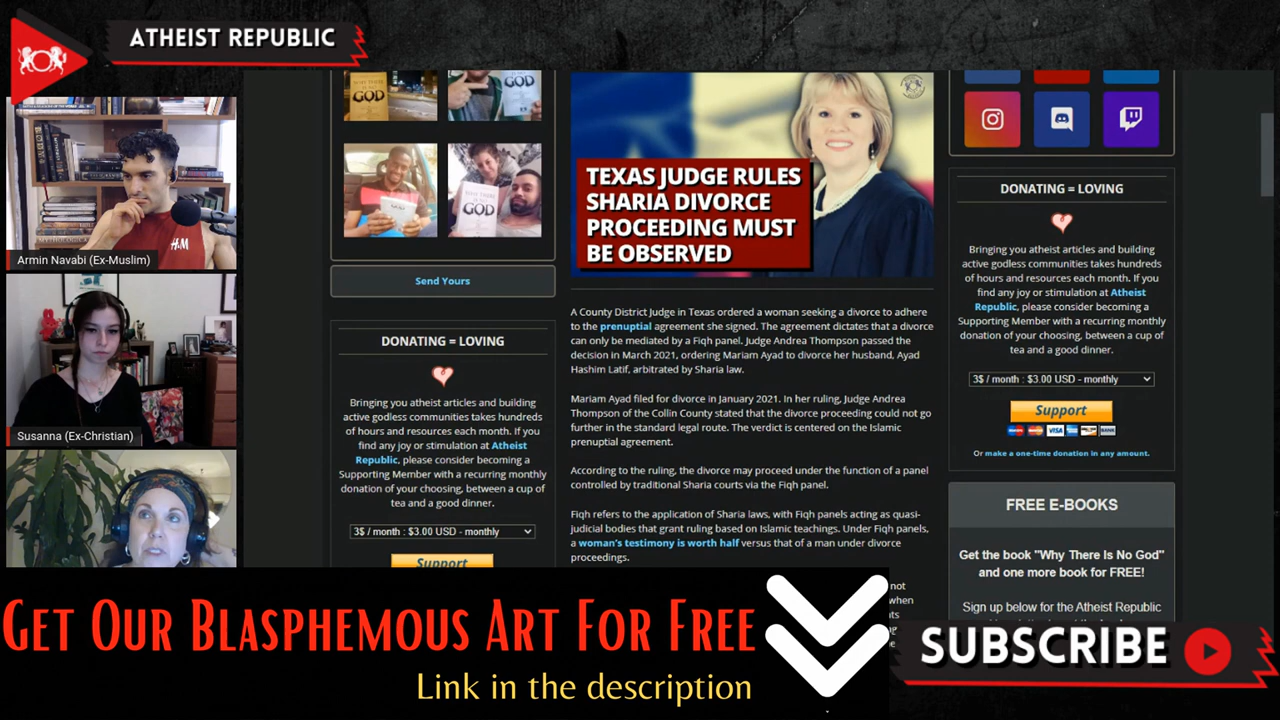 ATHEIST REPUBLIC
Armin Navabi (Ex-Muslim)
H&M
Susanna (Ex-Christian)
GOD
GOD
GOD
GOD
Send Yours
DONATING = LOVING
Bringing you atheist articles and building
active godless communities takes hundreds
of hours and resources each month. If you
find any joy or stimulation at Atheist
Republic, please consider becoming a
Supporting Member with a recurring monthly
donation of your choosing, between a cup of
tea and a good dinner.
3$ / month : $3.00 USD - monthly
Support
TEXAS JUDGE RULES
SHARIA DIVORCE
PROCEEDING MUST
BE OBSERVED
A County District Judge in Texas ordered a woman seeking a divorce to adhere
to the prenuptial agreement she signed. The agreement dictates that a divorce
can only be mediated by a Fiqh panel. Judge Andrea Thompson passed the
decision in March 2021, ordering Mariam Ayad to divorce her husband, Ayad
Hashim Latif, arbitrated by Sharia law.
Mariam Ayad filed for divorce in January 2021. In her ruling, Judge Andrea
Thompson of the Collin County stated that the divorce proceeding could not go
further in the standard legal route. The verdict is centered on the Islamic
prenuptial agreement.
According to the ruling, the divorce may proceed under the function of a panel
controlled by traditional Sharia courts via the Fiqh panel.
Fiqh refers to the application of Sharia laws, with Fiqh panels acting as quasi-
judicial bodies that grant ruling based on Islamic teachings. Under Fiqh panels,
a woman's testimony is worth half versus that of a man under divorce
proceedings.
not
when
DONATING = LOVING
Bringing you atheist articles and building
active godless communities takes hundreds
of hours and resources each month. If you
find any joy or stimulation at Atheist
Republic, please consider becoming a
Supporting Member with a recurring monthly
donation of your choosing, between a cup of
tea and a good dinner.
3$ / month : $3.00 USD - monthly
Support
VISA
BANK
Or make a one-time donation in any amount.
FREE E-BOOKS
Get the book "Why There Is No God"
and one more book for FREE!
Sign up below for the Atheist Republic
GET OUR BLASPHEMOUS ART FOR FREE
Link in the description
SUBSCRIBE